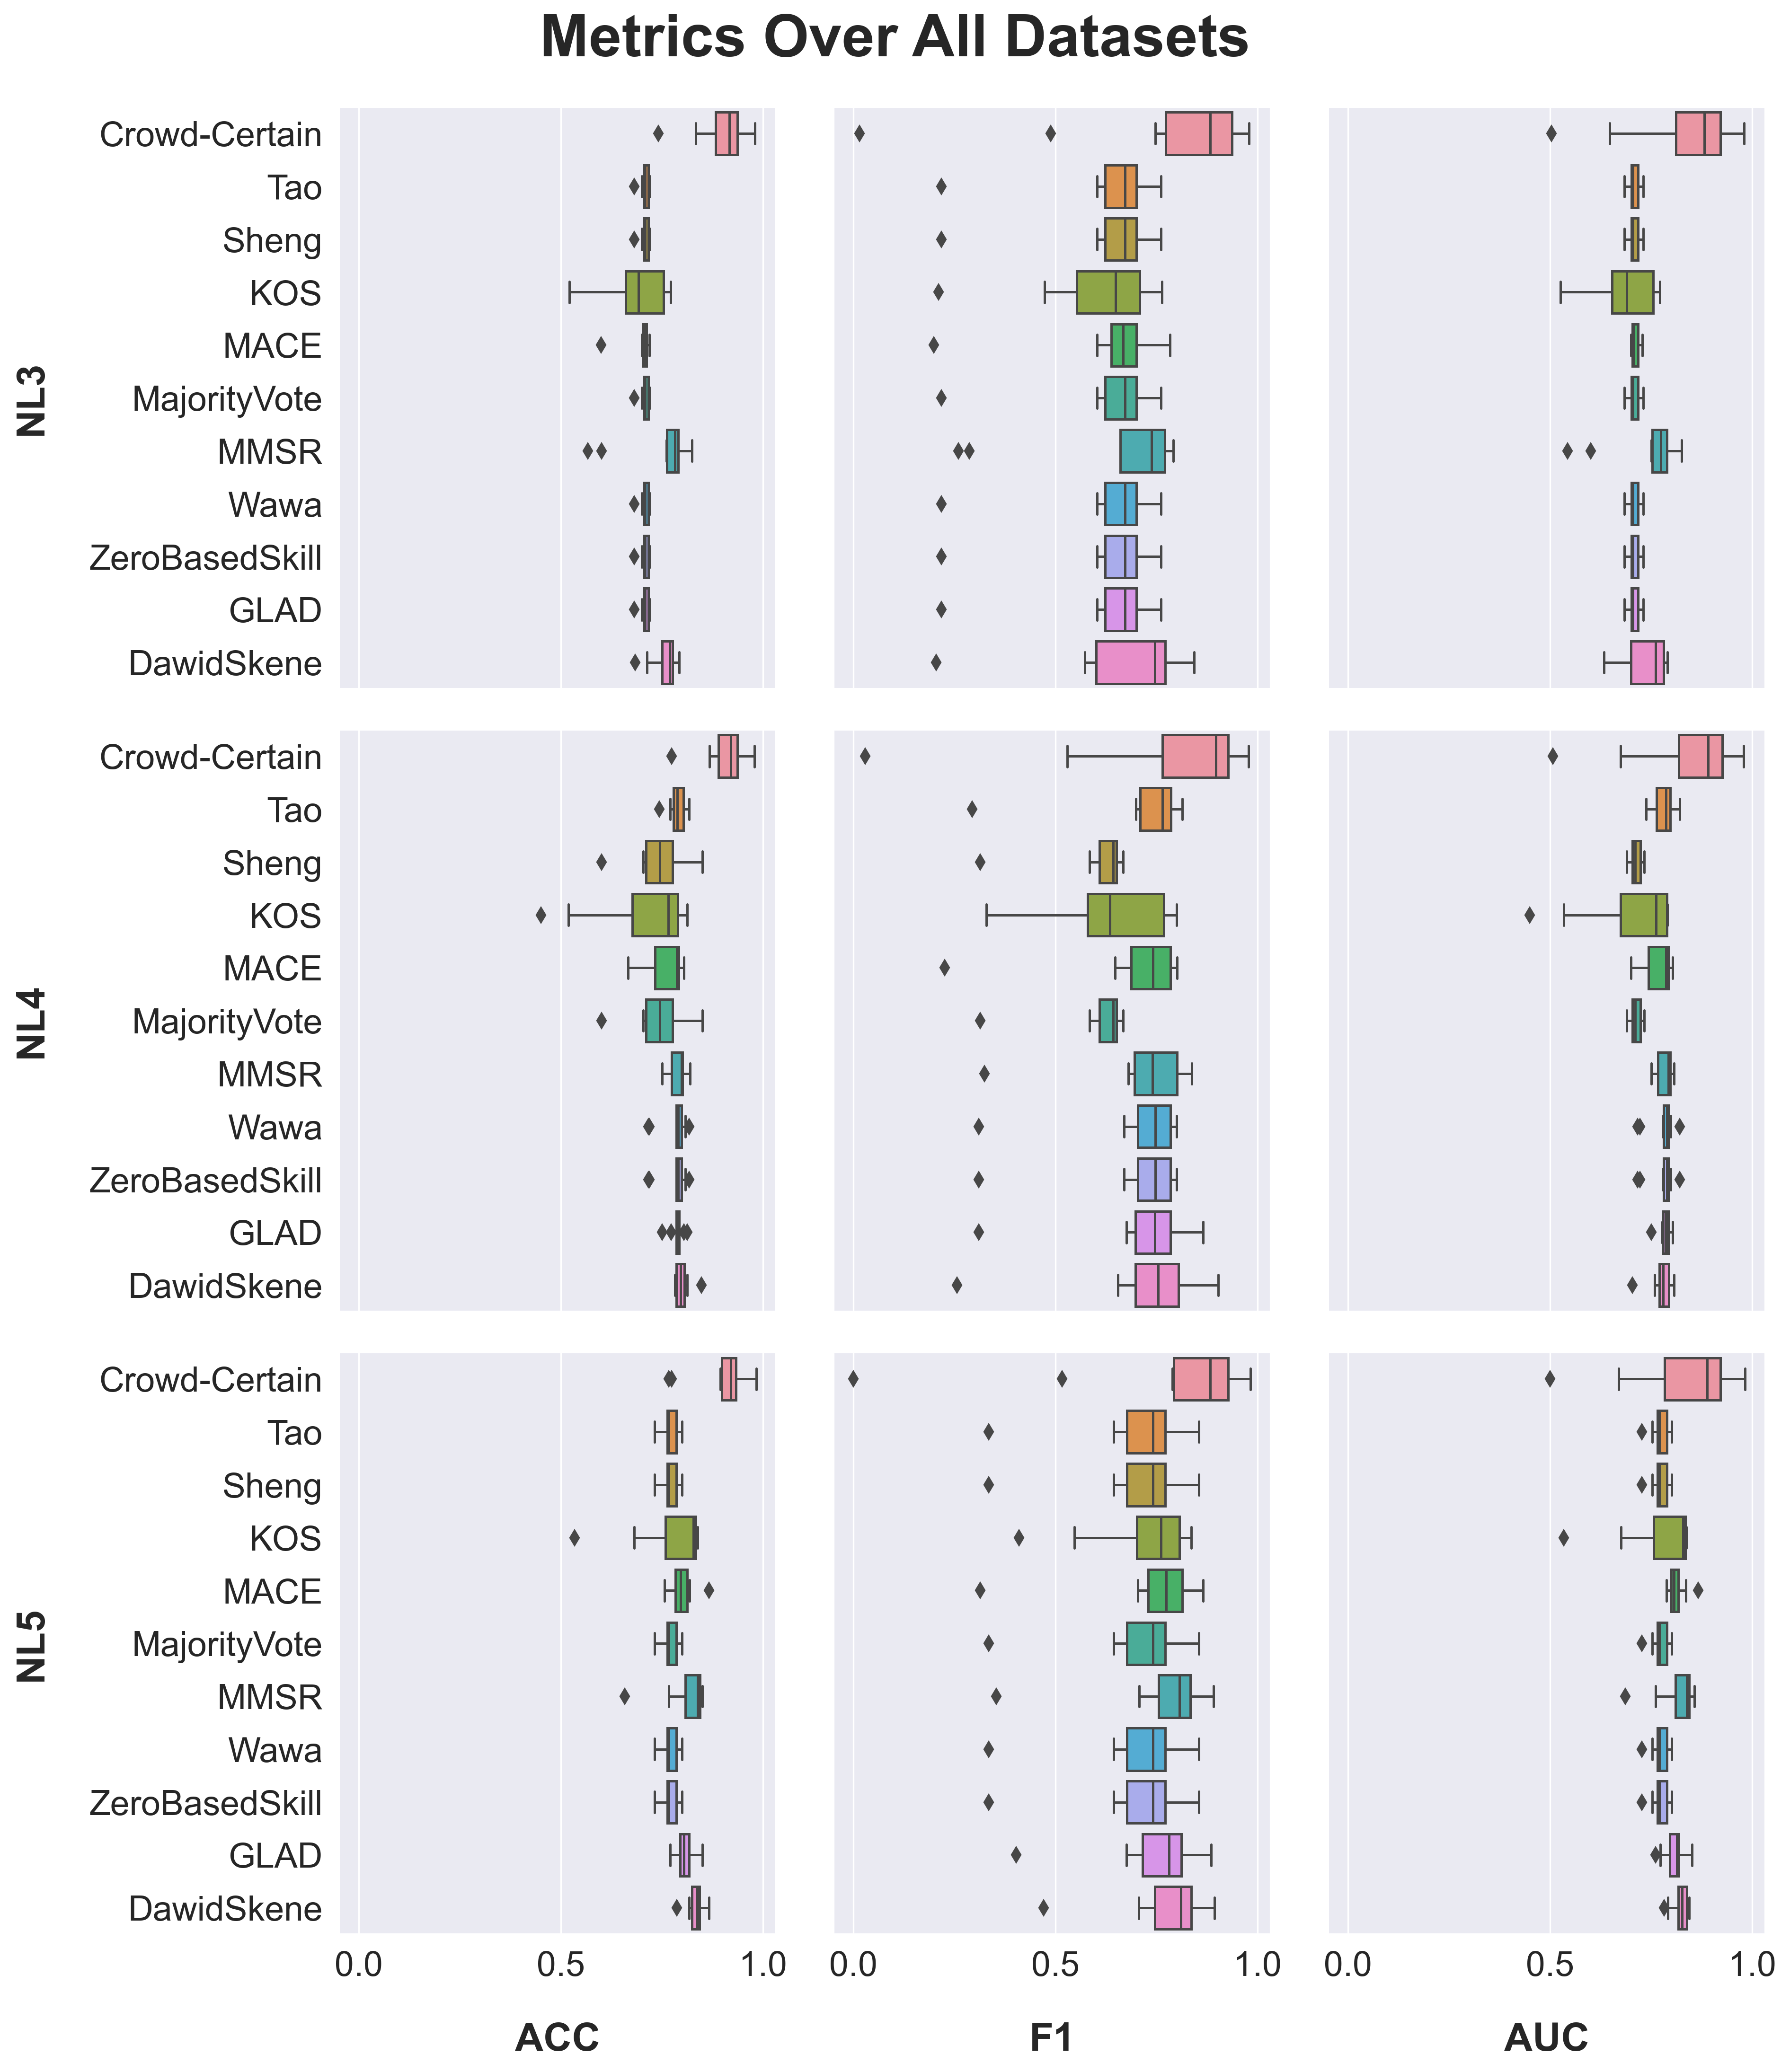 Metrics Over All Datasets
NL3
Crowd-Certain
Tao
Sheng
KOS
MACE
MajorityVote
MMSR
Wawa
ZeroBasedSkill
GLAD
DawidSkene
NL4
Crowd-Certain
Tao
Sheng
KOS
MACE
MajorityVote
MMSR
Wawa
ZeroBasedSkill
GLAD
DawidSkene
NL5
Crowd-Certain
Tao
Sheng
KOS
MACE
MajorityVote
MMSR
Wawa
ZeroBasedSkill
GLAD
DawidSkene
0.0 0.5 1.0 0.0 0.5 1.0 0.0 0.5 1.0
ACC F1 AUC